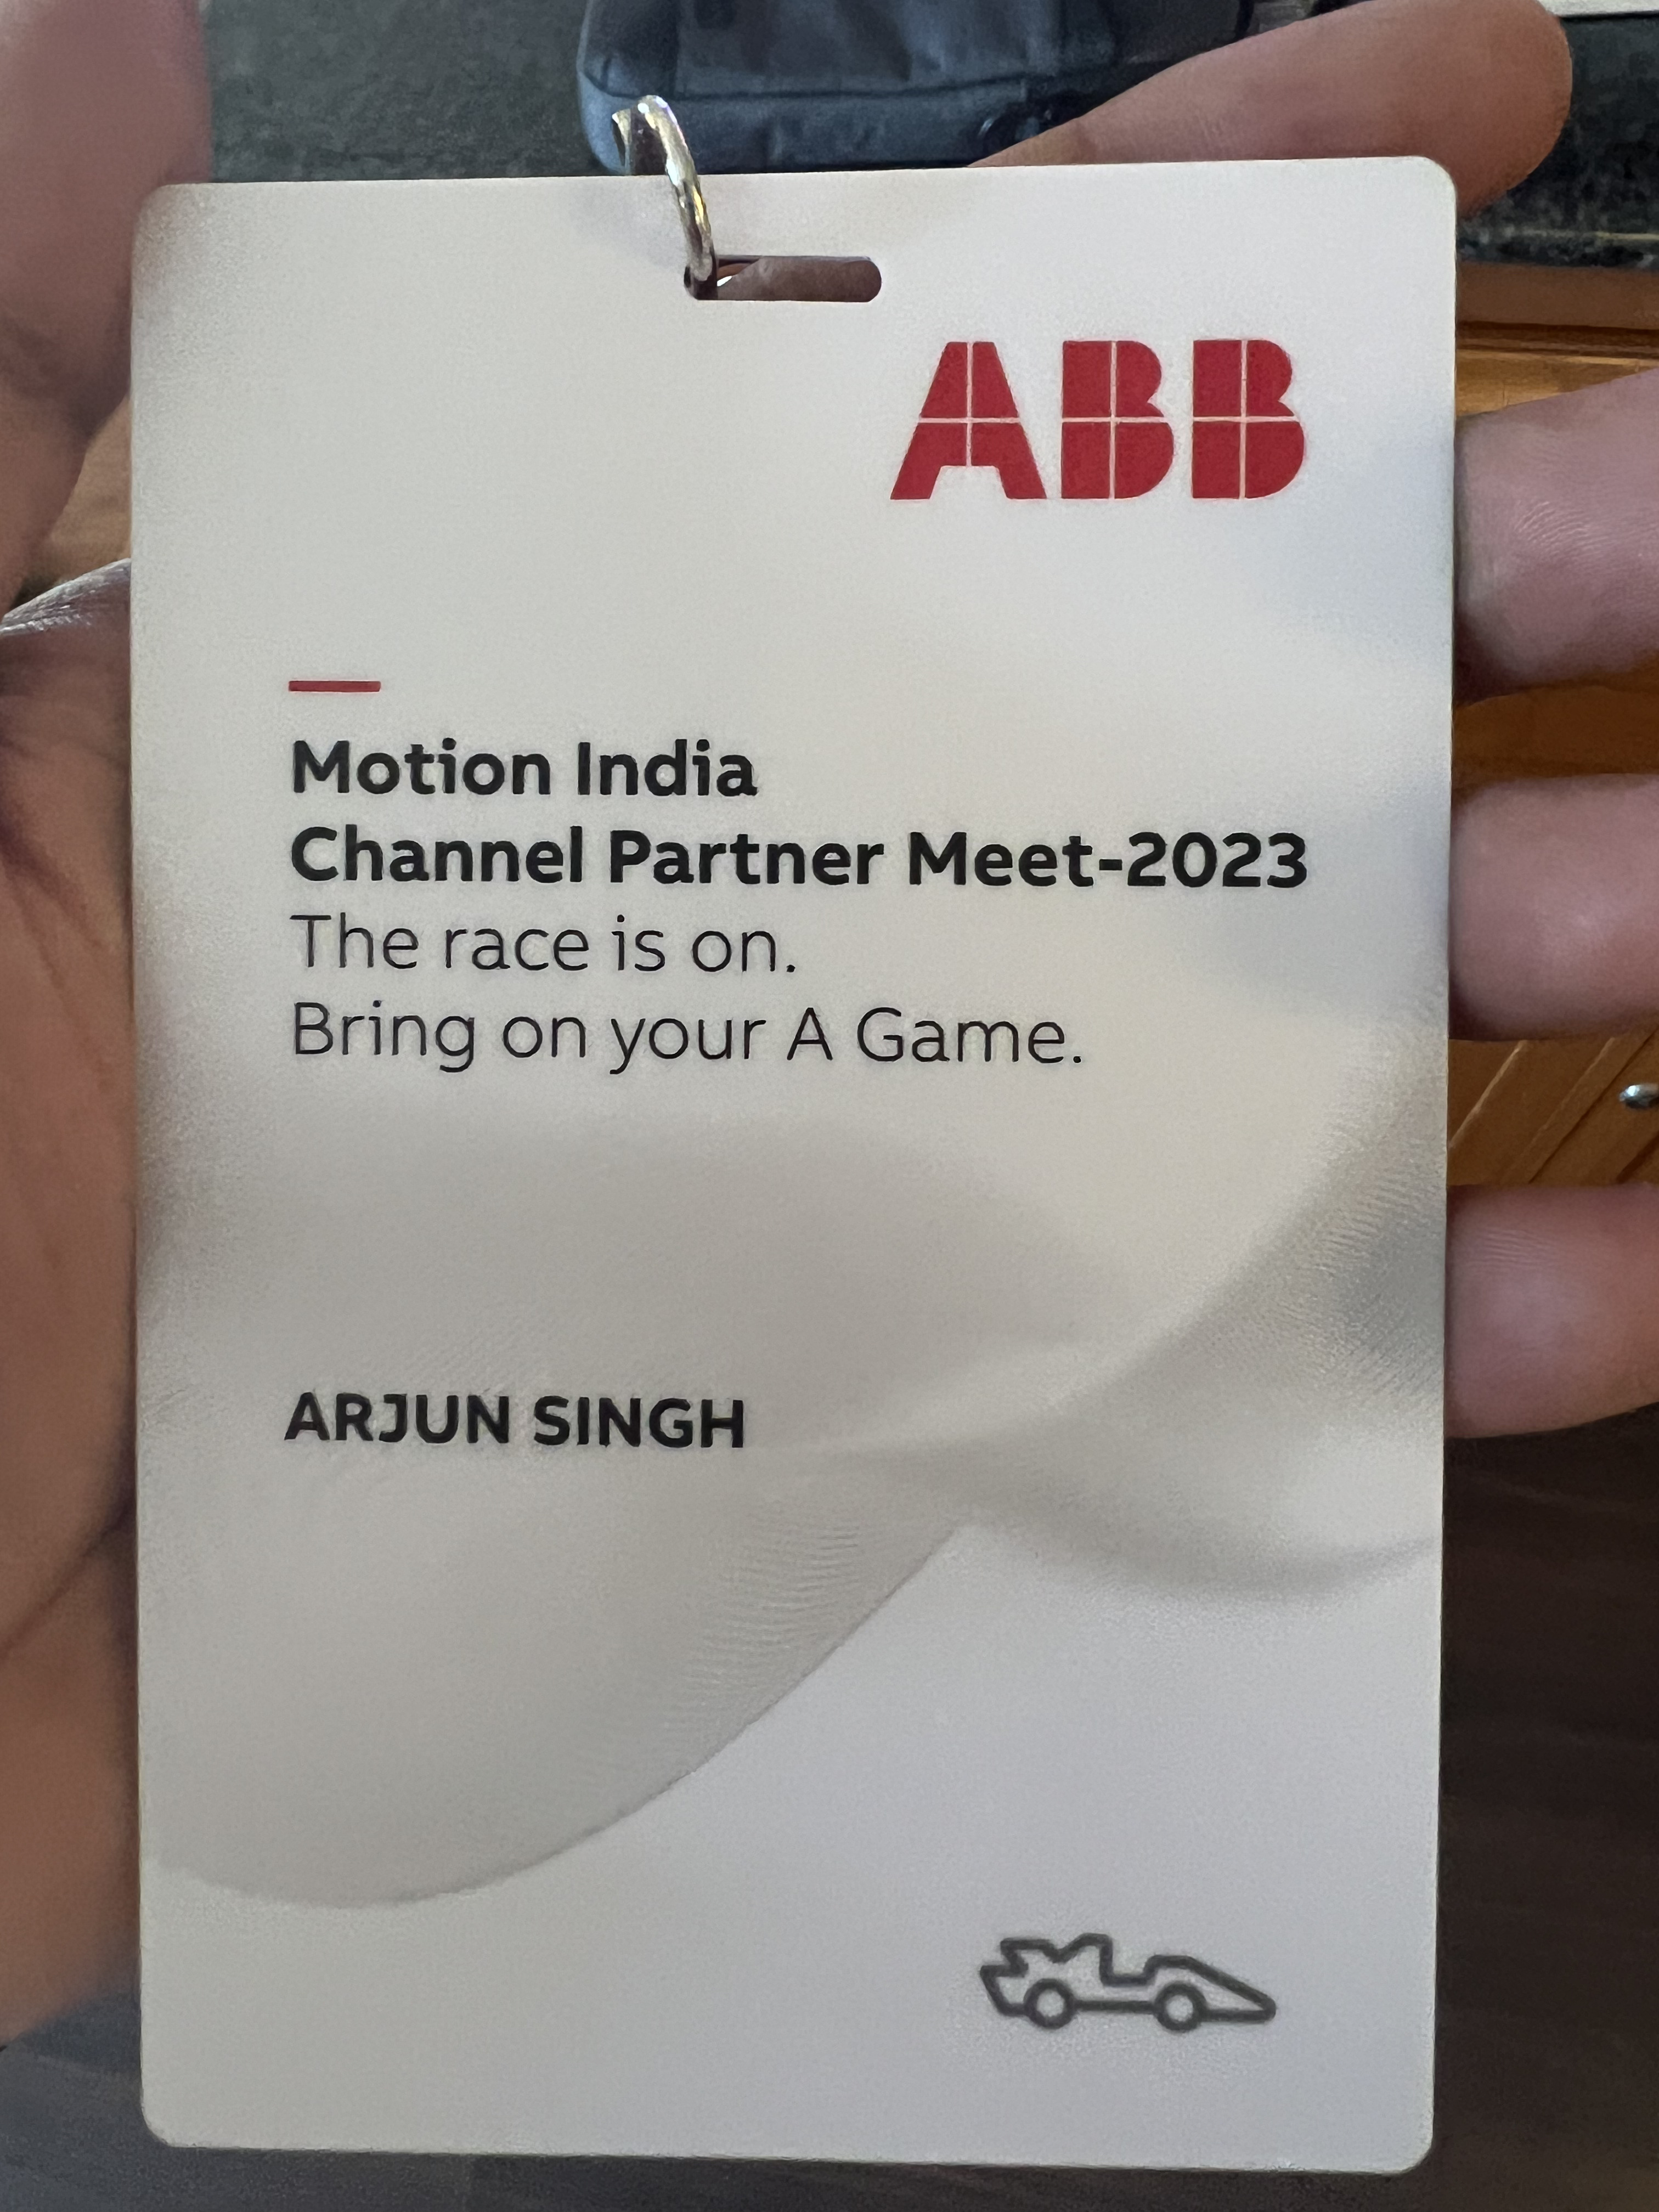 ABB
Motion India
Channel Partner Meet-2023
The race is on.
Bring on your A Game.
ARJUN SINGH